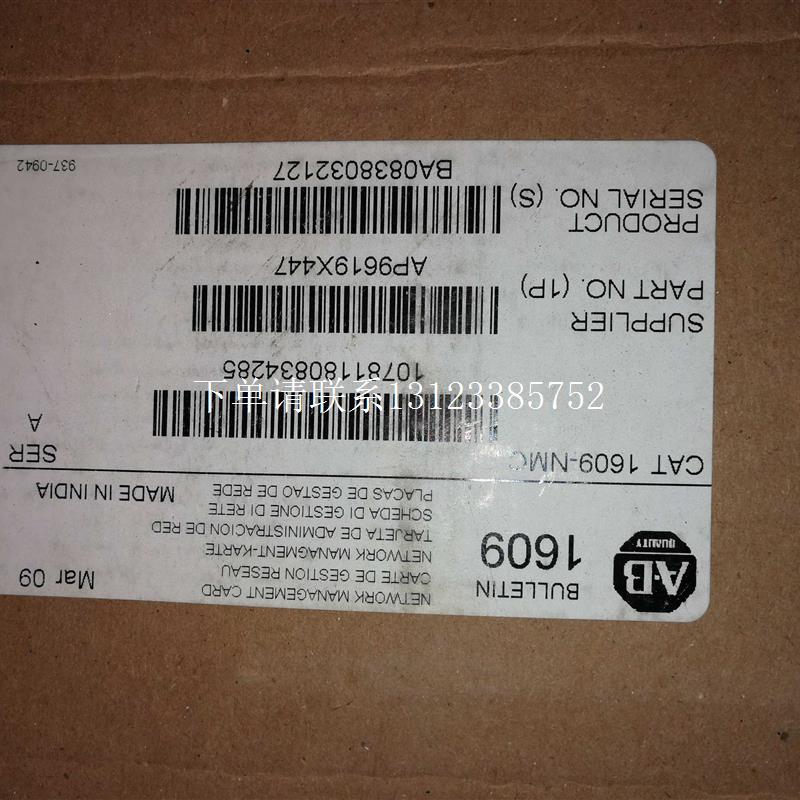 A-B
QUALITY
BULLETIN
1609
NETWORK MANAGEMENT CARD
CARTE DE GESTION RESEAU
NETWORK MANAGMENT-KARTE
TARJETA DE ADMINISTRACION DE RED
SCHEDA DI GESTIONE DI RETE
PLACAS DE GESTAO DE REDE
Mar 09
MADE IN INDIA
CAT 1609-NMC
SER
A
10781180834285
SUPPLIER
PART NO. (1P)
AP9619X447
PRODUCT
SERIAL NO. (S)
BA0838032127
937-0942
下单请联系13123385752